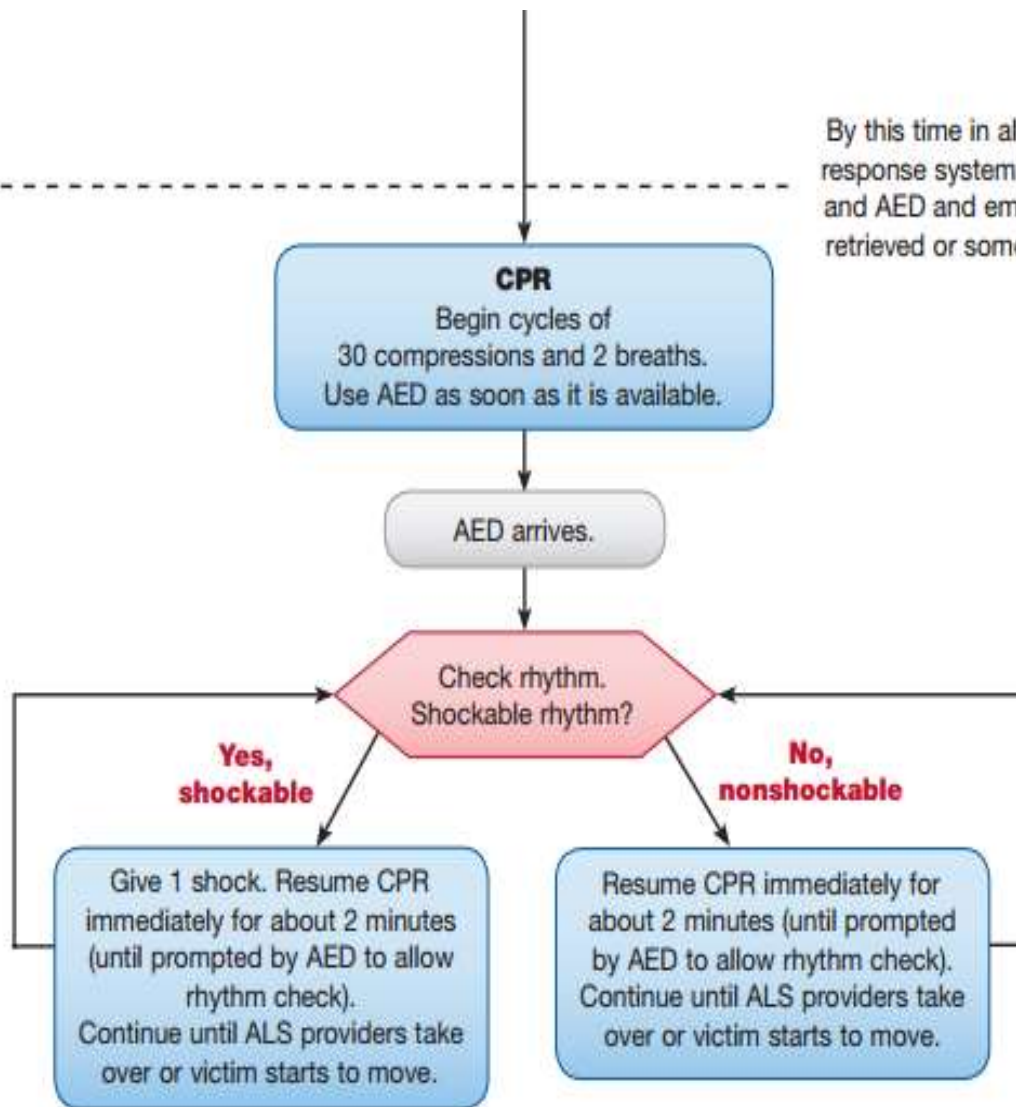 By this time in
response system
and AED and
retrieved or
CPR
Begin cycles of
30 compressions and 2 breaths.
Use AED as soon as it is available.
AED arrives.
Check rhythm.
Shockable rhythm?
Yes,
shockable
No,
nonshockable
Give 1 shock. Resume CPR
immediately for about 2 minutes
(until prompted by AED to allow
rhythm check).
Continue until ALS providers take
over or victim starts to move.
Resume CPR immediately for
about 2 minutes (until prompted
by AED to allow rhythm check).
Continue until ALS providers take
over or victim starts to move.